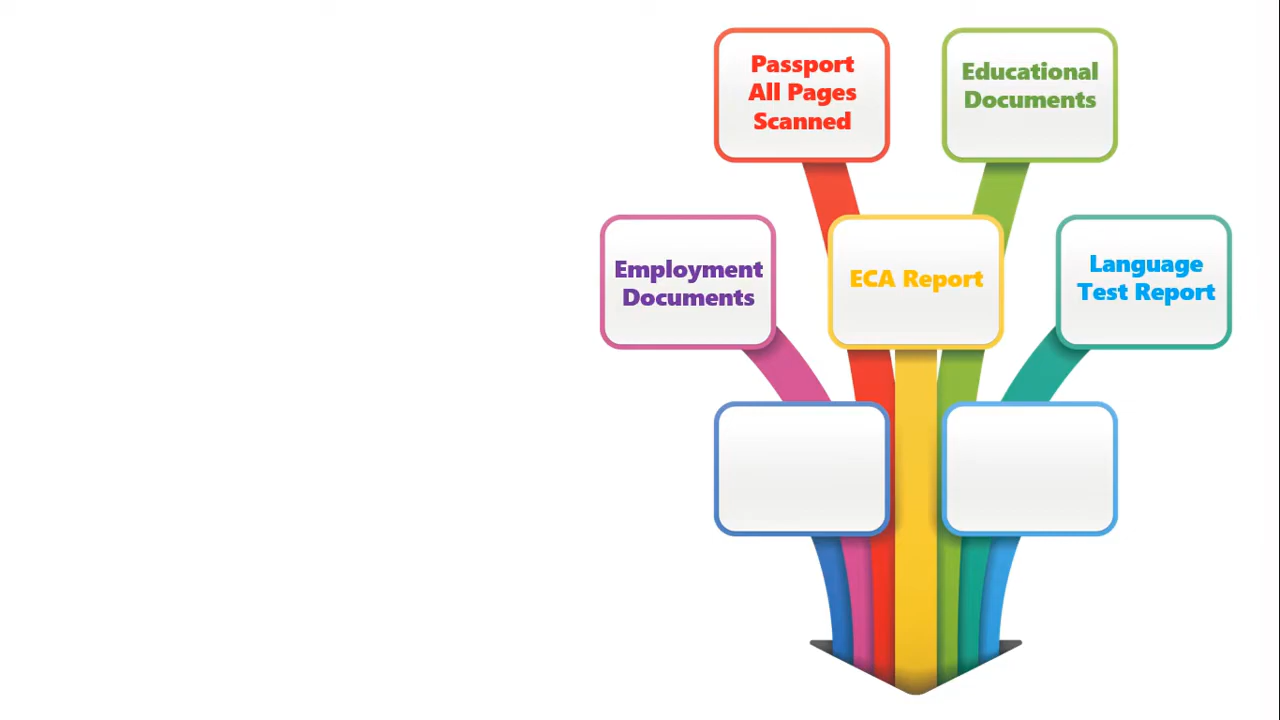 Passport
All Pages
Scanned
Educational
Documents
Employment
Documents
ECA Report
Language
Test Report